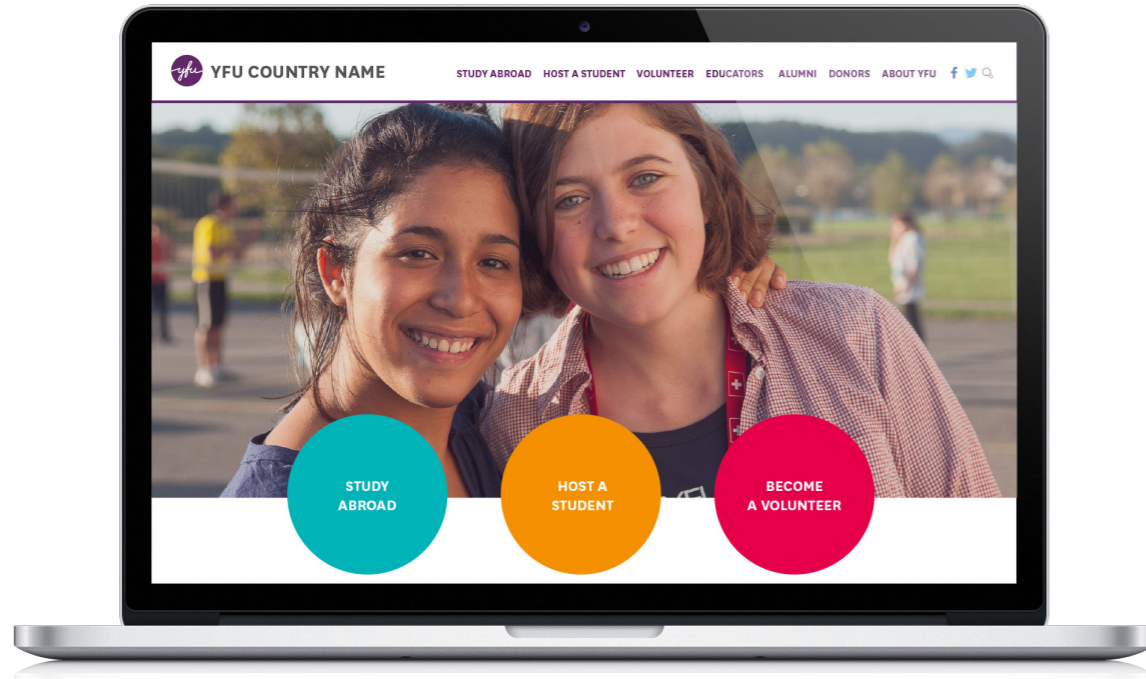 yfu YFU COUNTRY NAME
STUDY ABROAD HOST A STUDENT VOLUNTEER EDUCATORS ALUMNI DONORS ABOUT YFU
STUDY
ABROAD
HOST A
STUDENT
BECOME
A VOLUNTEER